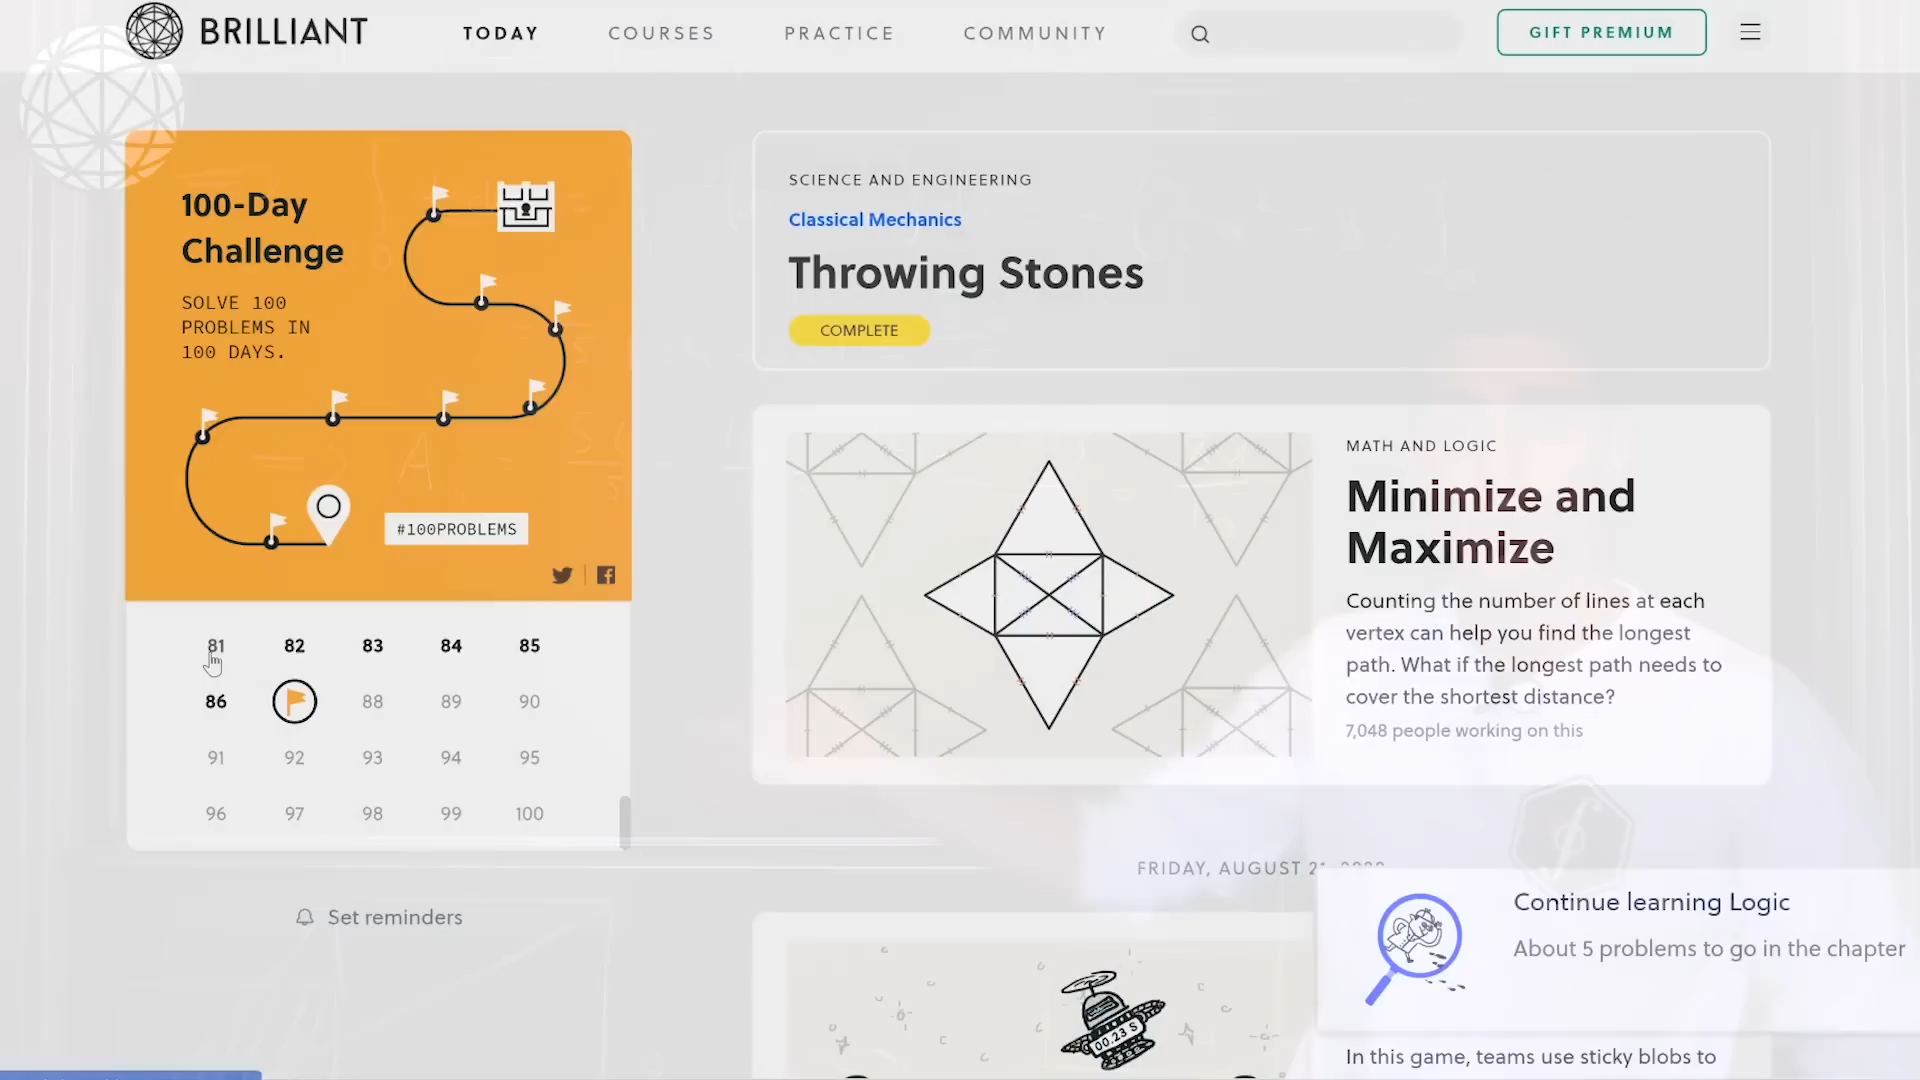 BRILLIANT
TODAY
COURSES
PRACTICE
COMMUNITY
GIFT PREMIUM
100-Day
Challenge
SOLVE 100
PROBLEMS IN
100 DAYS.
#100PROBLEMS
81 82 83 84 85
86 88 89 90
91 92 93 94 95
96 97 98 99 100
Set reminders
SCIENCE AND ENGINEERING
Classical Mechanics
Throwing Stones
COMPLETE
MATH AND LOGIC
Minimize and
Maximize
Counting the number of lines at each
vertex can help you find the longest
path. What if the longest path needs to
cover the shortest distance?
7,048 people working on this
FRIDAY, AUGUST
00.23 S
Continue learning Logic
About 5 problems to go in the chapter
In this game, teams use sticky blobs to